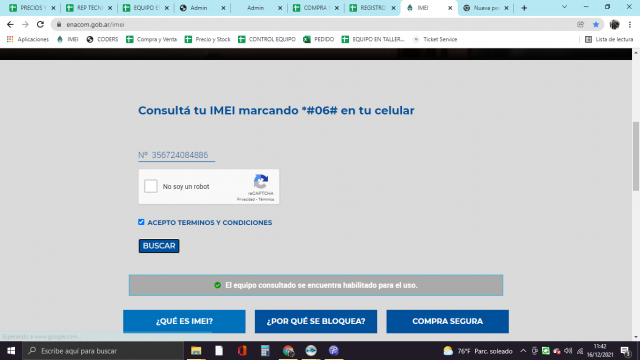 PRECIOS Y
REP TECN
EQUIPO E
Admin
Admin
COMPRA
REGISTRO
IMEI
Nueva pe
enacom.gob.ar/imei
Aplicaciones
IMEI
CODERS
Compra y Venta
Precio y Stock
CONTROL EQUIPO
PEDIDO
EQUIPO EN TALLER...
Ticket Service
Lista de lectura
Consultá tu IMEI marcando *#06# en tu celular
Nº 356724084886
No soy un robot
reCAPTCHA
Privacidad - Términos
ACEPTO TERMINOS Y CONDICIONES
BUSCAR
El equipo consultado se encuentra habilitado para el uso.
¿QUÉ ES IMEI?
¿POR QUÉ SE BLOQUEA?
COMPRA SEGURA
Escribe aquí para buscar
76°F Parc. soleado
11:42
16/12/2021